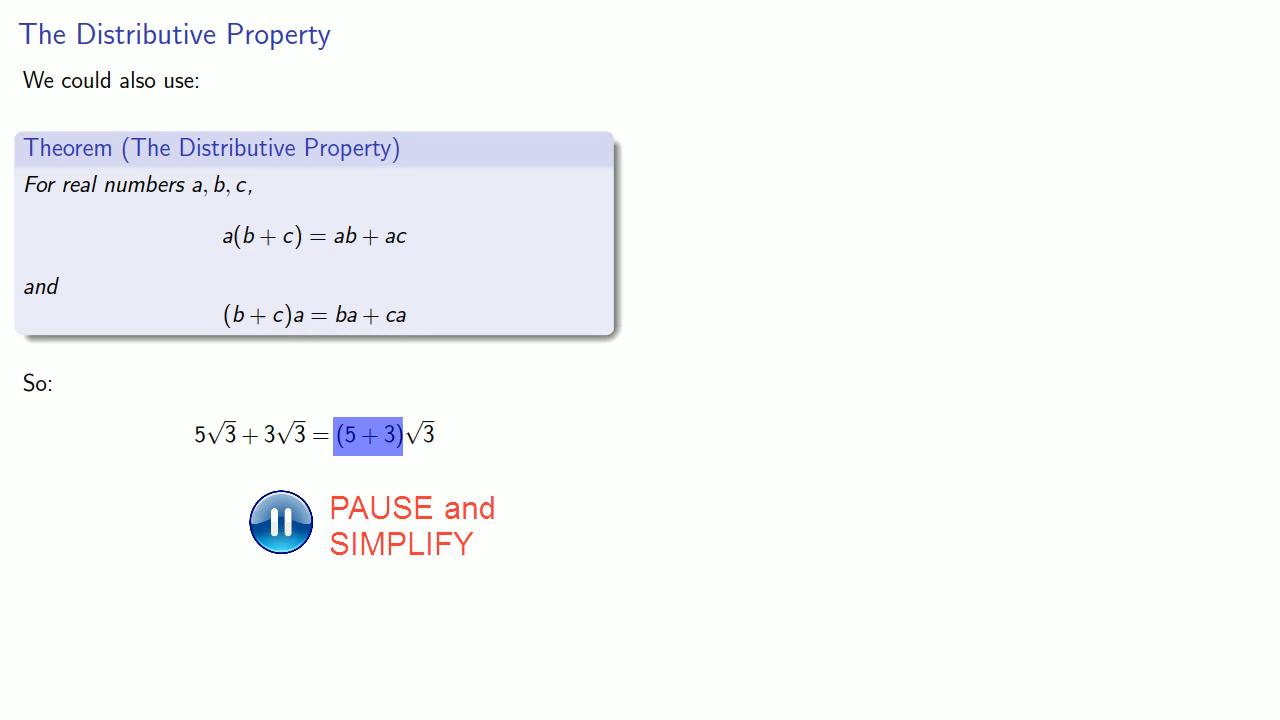 The Distributive Property
We could also use:
Theorem (The Distributive Property)
For real numbers a, b, c,
a(b + c) = ab + ac
and
(b + c)a = ba + ca
So:
5√3 + 3√3 = (5 + 3)√3
PAUSE and
SIMPLIFY